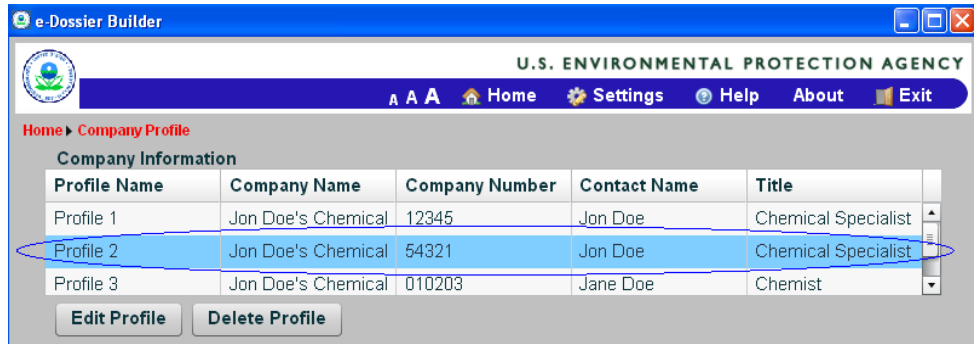 e-Dossier Builder
U.S. ENVIRONMENTAL PROTECTION AGENCY
A A A Home Settings Help About Exit
Home Company Profile
Company Information
Profile Name Company Name Company Number Contact Name Title
Profile 1 Jon Doe's Chemical 12345 Jon Doe Chemical Specialist
Profile 2 Jon Doe's Chemical 54321 Jon Doe Chemical Specialist
Profile 3 Jon Doe's Chemical 010203 Jane Doe Chemist
Edit Profile Delete Profile